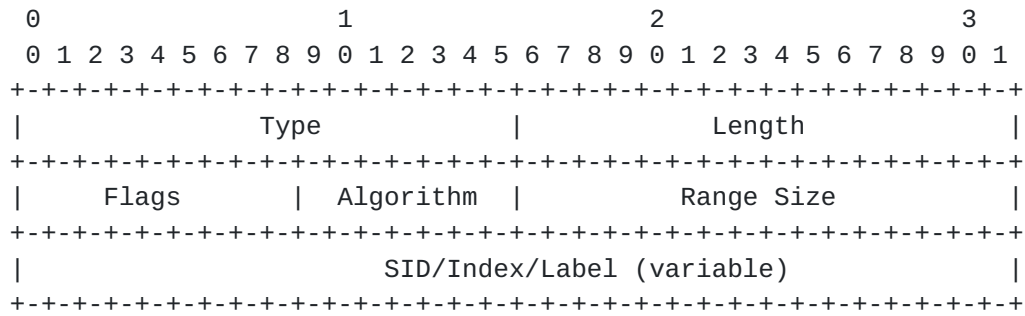 0                   1                   2                   3
 0 1 2 3 4 5 6 7 8 9 0 1 2 3 4 5 6 7 8 9 0 1 2 3 4 5 6 7 8 9 0 1
+-+-+-+-+-+-+-+-+-+-+-+-+-+-+-+-+-+-+-+-+-+-+-+-+-+-+-+-+-+-+-+-+
|               Type            |            Length             |
+-+-+-+-+-+-+-+-+-+-+-+-+-+-+-+-+-+-+-+-+-+-+-+-+-+-+-+-+-+-+-+-+
|     Flags       |  Algorithm  |          Range Size           |
+-+-+-+-+-+-+-+-+-+-+-+-+-+-+-+-+-+-+-+-+-+-+-+-+-+-+-+-+-+-+-+-+
|                       SID/Index/Label (variable)              |
+-+-+-+-+-+-+-+-+-+-+-+-+-+-+-+-+-+-+-+-+-+-+-+-+-+-+-+-+-+-+-+-+